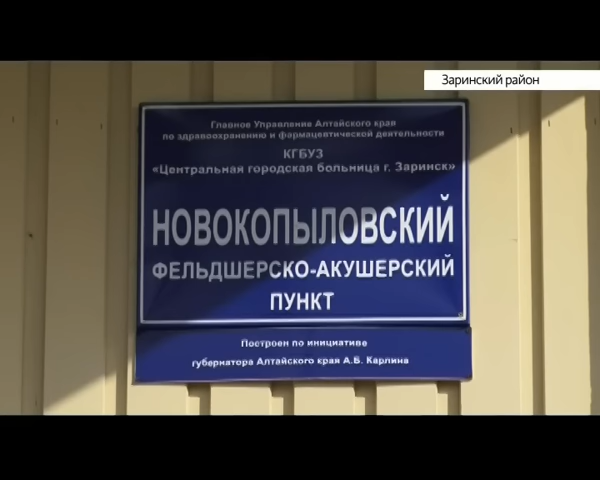 Заринский район
Главное Управление Алтайского края
по здравоохранению и фармацевтической деятельности
КГБУЗ
«Центральная городская больница г. Заринск»
НОВОКОПЫЛОВСКИЙ
ФЕЛЬДШЕРСКО-АКУШЕРСКИЙ
ПУНКТ
Построен по инициативе
губернатора Алтайского края А.Б. Карлина